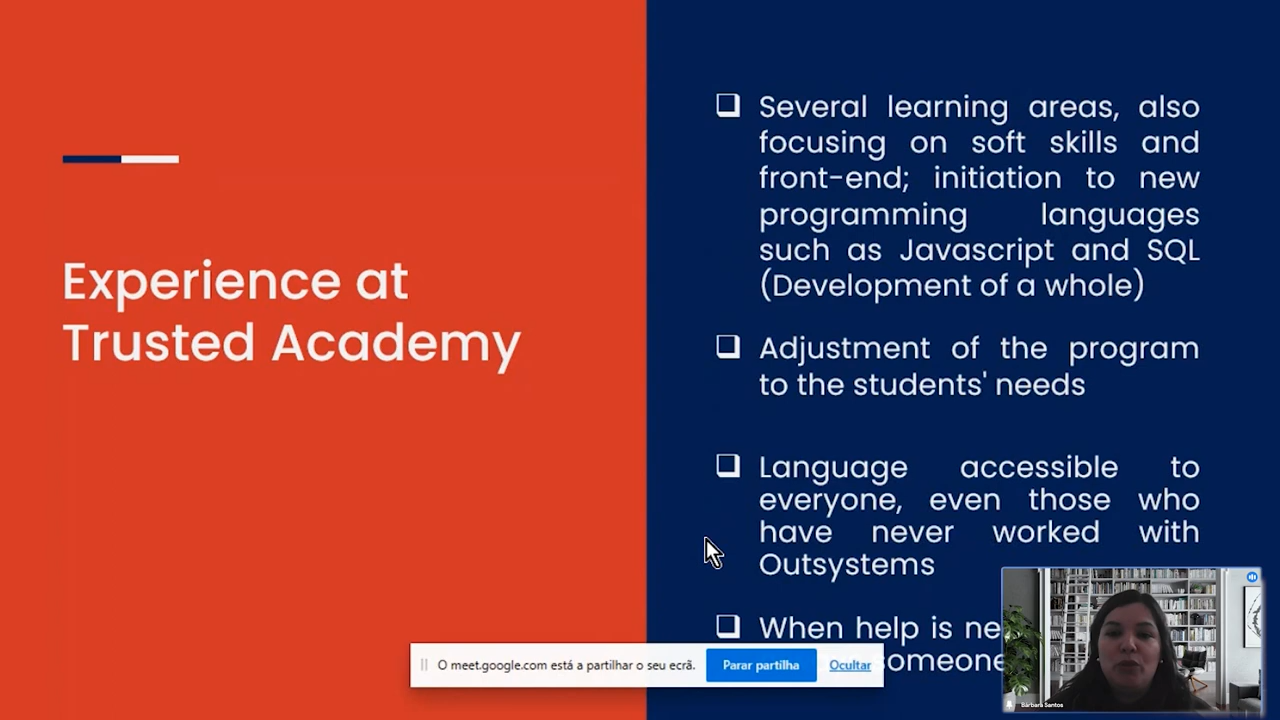 Experience at
Trusted Academy
Several learning areas, also
focusing on soft skills and
front-end; initiation to new
programming languages
such as Javascript and SQL
(Development of a whole)
Adjustment of the program
to the students' needs
Language accessible to
everyone, even those who
have never worked with
Outsystems
When help is
someone
O meet.google.com está a partilhar o seu ecrã.
Parar partilha
Ocultar
Bárbara Santos